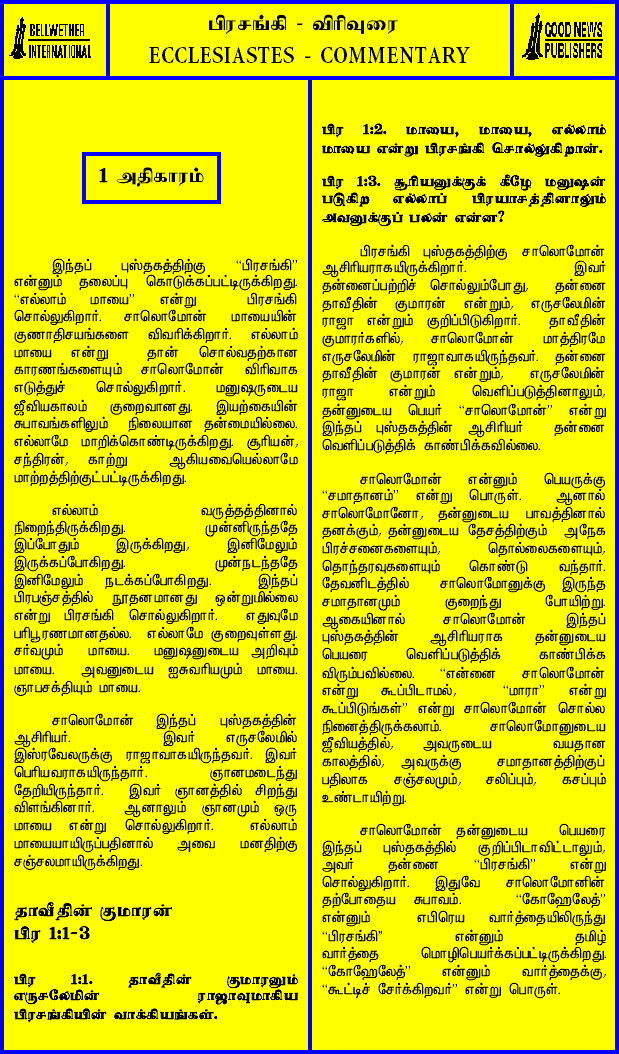 BELLWETHER
INTERNATIONAL
பிரசங்கி - விரிவுரை
ECCLESIASTES - COMMENTARY
GOOD NEWS
PUBLISHERS
1 அதிகாரம்
இந்தப் புஸ்தகத்திற்கு “பிரசங்கி”
என்னும் தலைப்பு கொடுக்கப்பட்டிருக்கிறது.
“எல்லாம் மாயை” என்று பிரசங்கி
சொல்லுகிறார். சாலொமோன் மாயையின்
குணாதிசயங்களை விவரிக்கிறார். எல்லாம்
மாயை என்று தான் சொல்வதற்கான
காரணங்களையும் சாலொமோன் விரிவாக
எடுத்துச் சொல்லுகிறார். மனுஷருடைய
ஜீவியகாலம் குறைவானது. இயற்கையின்
சுபாவங்களிலும் நிலையான தன்மையில்லை.
எல்லாமே மாறிக்கொண்டிருக்கிறது. சூரியன்,
சந்திரன், காற்று ஆகியவையெல்லாமே
மாற்றத்திற்குட்பட்டிருக்கிறது.
எல்லாம் வருத்தத்தினால்
நிறைந்திருக்கிறது. முன்னிருந்ததே
இப்போதும் இருக்கிறது, இனிமேலும்
இருக்கப்போகிறது. முன்நடந்ததே
இனிமேலும் நடக்கப்போகிறது. இந்தப்
பிரபஞ்சத்தில் நூதனமானது ஒன்றுமில்லை
என்று பிரசங்கி சொல்லுகிறார். எதுவுமே
பரிபூரணமானதல்ல. எல்லாமே குறைவுள்ளது.
சர்வமும் மாயை. மனுஷனுடைய அறிவும்
மாயை. அவனுடைய ஐசுவரியமும் மாயை.
ஞாபசக்தியும் மாயை.
சாலொமோன் இந்தப் புஸ்தகத்தின்
ஆசிரியர். இவர் எருசலேமில்
இஸ்ரவேலருக்கு ராஜாவாகயிருந்தவர். இவர்
பெரியவராகயிருந்தார். ஞானமடைந்து
தேறியிருந்தார். இவர் ஞானத்தில் சிறந்து
விளங்கினார். ஆனாலும் ஞானமும் ஒரு
மாயை என்று சொல்லுகிறார். எல்லாம்
மாயையாயிருப்பதினால் அவை மனதிற்கு
சஞ்சலமாயிருக்கிறது.
தாவீதின் குமாரன்
பிர 1:1-3
பிர 1:1. தாவீதின் குமாரனும்
எருசலேமின் ராஜாவுமாகிய
பிரசங்கியின் வாக்கியங்கள்.
பிர 1:2. மாயை, மாயை, எல்லாம்
மாயை என்று பிரசங்கி சொல்லுகிறான்.
பிர 1:3. சூரியனுக்குக் கீழே மனுஷன்
படுகிற எல்லாப் பிரயாசத்தினாலும்
அவனுக்குப் பலன் என்ன?
பிரசங்கி புஸ்தகத்திற்கு சாலொமோன்
ஆசிரியராகயிருக்கிறார். இவர்
தன்னைப்பற்றிச் சொல்லும்போது, தன்னை
தாவீதின் குமாரன் என்றும், எருசலேமின்
ராஜா என்றும் குறிப்பிடுகிறார். தாவீதின்
குமாரர்களில், சாலொமோன் மாத்திரமே
எருசலேமின் ராஜாவாகயிருந்தவர். தன்னை
தாவீதின் குமாரன் என்றும், எருசலேமின்
ராஜா என்றும் வெளிப்படுத்தினாலும்,
தன்னுடைய பெயர் “சாலொமோன்” என்று
இந்தப் புஸ்தகத்தின் ஆசிரியர் தன்னை
வெளிப்படுத்திக் காண்பிக்கவில்லை.
சாலொமோன் என்னும் பெயருக்கு
“சமாதானம்” என்று பொருள். ஆனால்
சாலொமோனோ, தன்னுடைய பாவத்தினால்
தனக்கும், தன்னுடைய தேசத்திற்கும் அநேக
பிரச்சனைகளையும், தொல்லைகளையும்,
தொந்தரவுகளையும் கொண்டு வந்தார்.
தேவனிடத்தில் சாலொமோனுக்கு இருந்த
சமாதானமும் குறைந்து போயிற்று.
ஆகையினால் சாலொமோன் இந்தப்
புஸ்தகத்தின் ஆசிரியராக தன்னுடைய
பெயரை வெளிப்படுத்திக் காண்பிக்க
விரும்பவில்லை. “என்னை சாலொமோன்
என்று கூப்பிடாமல், “மாரா” என்று
கூப்பிடுங்கள்” என்று சாலொமோன் சொல்ல
நினைத்திருக்கலாம். சாலொமோனுடைய
ஜீவியத்தில், அவருடைய வயதான
காலத்தில், அவருக்கு சமாதானத்திற்குப்
பதிலாக சஞ்சலமும், சலிப்பும், கசப்பும்
உண்டாயிற்று.
சாலொமோன் தன்னுடைய பெயரை
இந்தப் புஸ்தகத்தில் குறிப்பிடாவிட்டாலும்,
அவர் தன்னை “பிரசங்கி” என்று
சொல்லுகிறார். இதுவே சாலொமோனின்
தற்போதைய சுபாவம். “கோஹேலேத்”
என்னும் எபிரெய வார்த்தையிலிருந்து
“பிரசங்கி” என்னும் தமிழ்
வார்த்தை மொழிபெயர்க்கப்பட்டிருக்கிறது.
“கோஹேலேத்” என்னும் வார்த்தைக்கு,
“கூட்டிச் சேர்க்கிறவர்” என்று பொருள்.